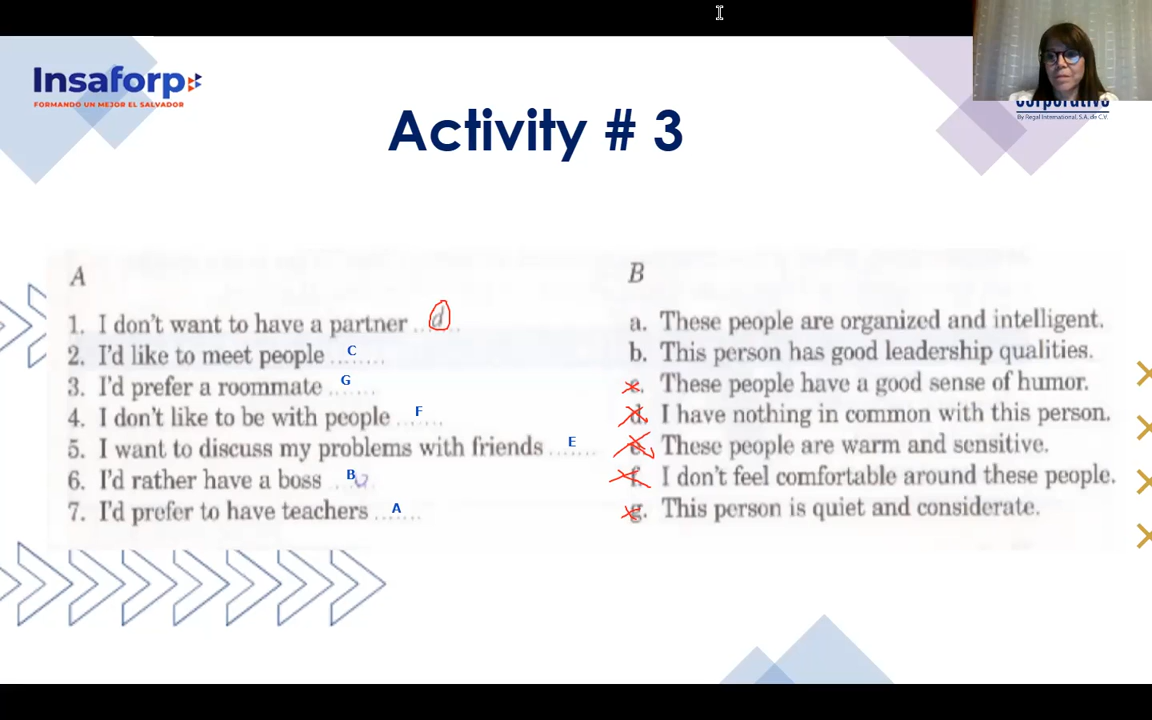 Insaforp
FORMANDO UN MEJOR EL SALVADOR
Corporativo
By Regal International, S.A. de C.V.
Activity # 3
A
1. I don't want to have a partner ...d...
2. I'd like to meet people ...C...
3. I'd prefer a roommate ...G...
4. I don't like to be with people ...F...
5. I want to discuss my problems with friends ...E...
6. I'd rather have a boss ...B...
7. I'd prefer to have teachers ...A...
B
a. These people are organized and intelligent.
b. This person has good leadership qualities.
c. These people have a good sense of humor.
d. I have nothing in common with this person.
e. These people are warm and sensitive.
f. I don't feel comfortable around these people.
g. This person is quiet and considerate.